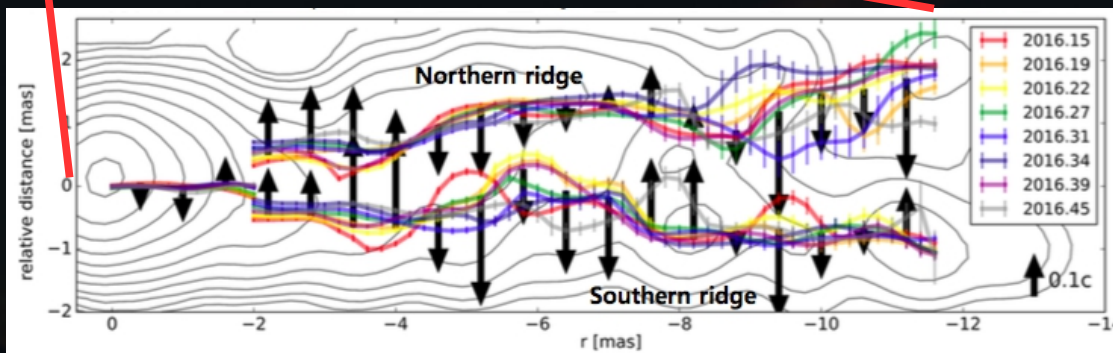 2
1
0
−1
−2
relative distance [mas]
Northern ridge
Southern ridge
2016.15
2016.19
2016.22
2016.27
2016.31
2016.34
2016.39
2016.45
0.1c
0 −2 −4 −6 −8 −10 −12
r [mas]